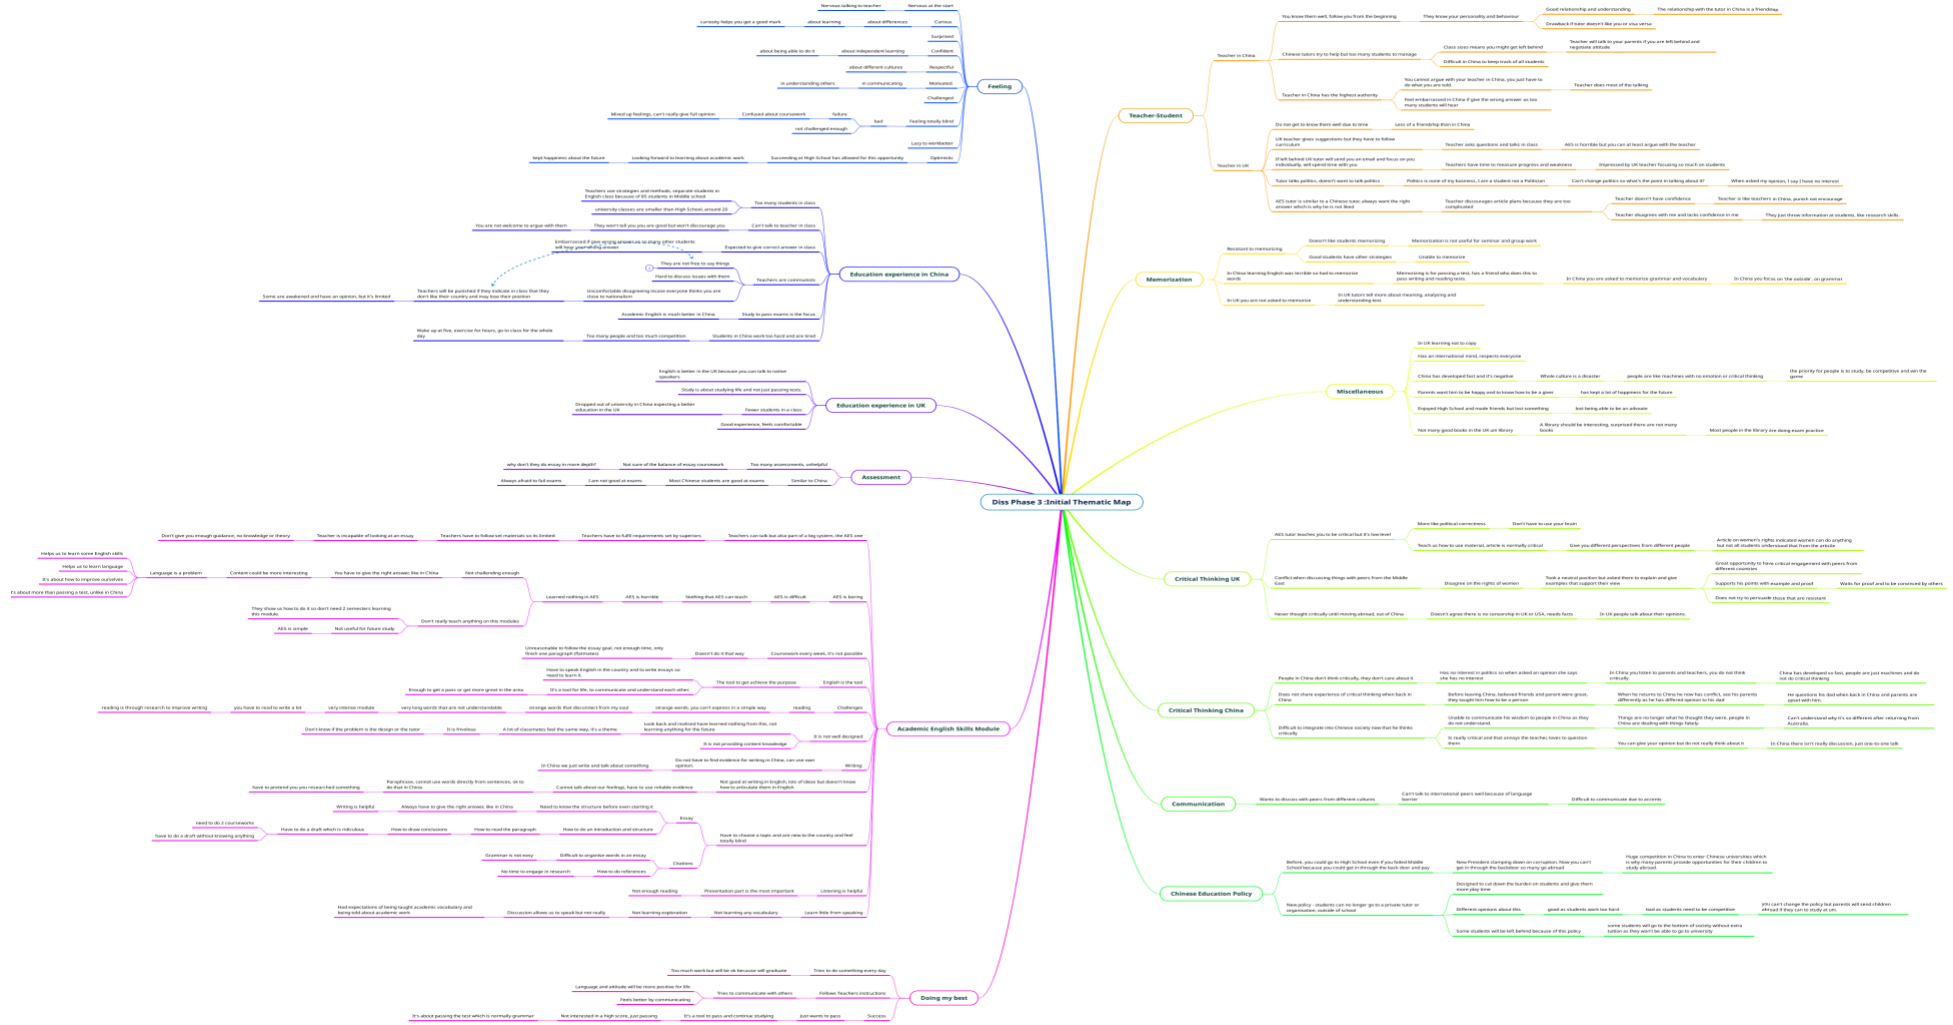 Diss Phase 3 :Initial Thematic Map
Feeling
Nervous at the start
Nervous talking to teacher
Curious
about differences
about learning
curiosity helps you get a good mark
Surprised
Confident
about independent learning
about being able to do it
Respectful
about different cultures
Motivated
in communicating
in understanding others
Challenged
Feeling totally blind
bad
failure
Confused about coursework
Mixed up feelings, can't really give full opinion
not challenged enough
Lazy to workbetter
Optimistic
Succeeding at High School has allowed for this opportunity
Looking forward to learning about academic work
kept happiness about the future
Education experience in China
Too many students in class
Teachers use strategies and methods, separate students in
English class because of 65 students in Middle school
university classes are smaller than High School, around 25
Can't talk to teacher in class
They won't tell you you are good but won't discourage you
You are not welcome to argue with them
Expected to give correct answer in class
Embarrassed if give wrong answer as so many other students
will hear your wrong answer
Teachers are communists
They are not free to say things
Hard to discuss issues with them
Uncomfortable disagreeing incase everyone thinks you are
close to nationalism
Teachers will be punished if they indicate in class that they
don't like their country and may lose their position
Some are awakened and have an opinion, but it's limited
Study to pass exams is the focus
Academic English is much better in China
Students in China work too hard and are tired
Too many people and too much competition
Wake up at five, exercise for hours, go to class for the whole
day
Education experience in UK
English is better in the UK because you can talk to native
speakers
Study is about studying life and not just passing tests.
Fewer students in a class
Dropped out of university in China expecting a better
education in the UK
Good experience, feels comfortable
Assessment
Too many assessments, unhelpful
Not sure of the balance of essay coursework
why don't they do essay in more depth?
Similar to China
Most Chinese students are good at exams
I am not good at exams
Always afraid to fail exams
Academic English Skills Module
Teachers can talk but also part of a big system, the AES one
Teachers have to fulfil requirements set by superiors
Teachers have to follow set materials so its limited
Teacher is incapable of looking at an essay
Don't give you enough guidance, no knowledge or theory
AES is boring
AES is difficult
Nothing that AES can teach
AES is horrible
Learned nothing in AES
Not challending enough
You have to give the right answer, like in China
Content could be more interesting
Language is a problem
Helps us to learn some English skills
Helps us to learn language
It's about how to improve ourselves
It's about more than passing a test, unlike in China
Don't really teach anything on this modules
They show us how to do it so don't need 2 semesters learning
this module.
Not useful for future study
AES is simple
Coursework every week, it's not possible
Doesn't do it that way
Unreasonable to follow the essay goal, not enough time, only
finish one paragraph (flatmates)
English is the tool
The tool to get achieve the purpose
Have to speak English in the country and to write essays so
need to learn it.
It's a tool for life, to communicate and understand each other.
Enough to get a pass or get more great in the area
Challenges
reading
strange words, you can't express in a simple way
strange words that disconnect from my soul
very long words that are not understandable
very intense module
you have to read to write a lot
reading is through research to improve writing
It is not well designed
Look back and realised have learned nothing from this, not
learning anything for the future
A lot of classmates feel the same way, it's a theme
It is frivolous
Don't know if the problem is the design or the tutor
It is not providing content knowledge
Writing:
Do not have to find evidence for writing in China, can use own
opinion.
In China we just write and talk about something
Not good at writing in English, lots of ideas but doesn't know
how to articulate them in English
Cannot talk about our feelings, have to use reliable evidence
Paraphrase, cannot use words directly from sentences, ok to
do that in China
have to pretend you you researched something
Have to choose a topic and are new to the country and feel
totally blind
Essay
Need to know the structure before even starting it
Always have to give the right answer, like in China
Writing is helpful
How to do an introduction and structure
How to read the paragraph
How to draw conclusions
Have to do a draft which is ridiculous
need to do 2 courseworks
have to do a draft without knowing anything
Citations
Difficult to organise words in an essay
Grammar is not easy
How to do references
No time to engage in research
Listening is helpful
Presentation part is the most important
Not enough reading
Learn little from speaking
Not learning any vocabulary
Not learning exploration
Discussion allows us to speak but not really
Had expectations of being taught academic vocabulary and
being told about academic work
Doing my best
Tries to do something every day
Too much work but will be ok because will graduate
Follows Teachers instructions
Tries to communicate with others
Language and attitude will be more positive for life
Feels better by communicating
Success
Just wants to pass
It's a tool to pass and continue studying
Not interested in a high score, just passing
It's about passing the test which is normally grammar
Teacher-Student
Teacher in China
You know them well, follow you from the beginning
They know your personality and behaviour
Good relationship and understanding
The relationship with the tutor in China is a friendship
Drawback if tutor doesn't like you or visa versa
Chinese tutors try to help but too many students to manage
Class sizes means you might get left behind
Teacher will talk to your parents if you are left behind and
negotiate attitude
Difficult in China to keep track of all students
Teacher in China has the highest authority
You cannot argue with your teacher in China, you just have to
do what you are told.
Teacher does most of the talking
Feel embarrassed in China if give the wrong answer as too
many students will hear
Teacher in UK
Do not get to know them well due to time
Less of a friendship than in China
UK teacher gives suggestions but they have to follow
curriculum
Teacher asks questions and talks in class
AES is horrible but you can at least argue with the teacher
If left behind UK tutor will send you an email and focus on you
individually, will spend time with you.
Teachers have time to measure progress and weakness
Impressed by UK teacher focusing so much on students
Tutor talks politics, doesn't want to talk politics
Politics is none of my business, I am a student not a Politician
Can't change politics so what's the point in talking about it?
When asked my opinion, I say I have no interest
AES tutor is similar to a Chinese tutor, always want the right
answer which is why he is not liked
Teacher discourages article plans because they are too
complicated
Teacher doesn't have confidence
Teacher is like teachers in China, punish not encourage
Teacher disagrees with me and lacks confidence in me
They just throw information at students, like research skills.
Memorization
Resistant to memorizing
Doesn't like students memorizing
Memorization is not useful for seminar and group work
Good students have other strategies
Unable to memorize
In China learning English was terrible so had to memorize
words
Memorizing is for passing a test, has a friend who does this to
pass writing and reading tests.
In China you are asked to memorize grammar and vocabulary
In China you focus on 'the outside', on grammar
In UK you are not asked to memorize
In UK tutors tell more about meaning, analysing and
understanding text.
Miscellaneous
In UK learning not to copy
Has an international mind, respects everyone
China has developed fast and it's negative
Whole culture is a disaster
people are like machines with no emotion or critical thinking
the priority for people is to study, be competitive and win the
game
Parents want him to be happy and to know how to be a giver
has kept a lot of happiness for the future
Enjoyed High School and made friends but lost something
lost being able to be an advocate
Not many good books in the UK uni library
A library should be interesting, surprised there are not many
books
Most people in the library are doing exam practice
Critical Thinking UK
AES tutor teaches you to be critical but it's low level
More like political correctness
Don't have to use your brain
Teach us how to use material, article is normally critical
Give you different perspectives from different people
Article on women's rights indicated women can do anything
but not all students understood that from the article
Conflict when discussing things with peers from the Middle
East
Disagree on the rights of women
Took a neutral position but asked them to explain and give
examples that support their view
Great opportunity to have critical engagement with peers from
different countries
Supports his points with example and proof
Waits for proof and to be convinced by others
Does not try to persuade those that are resistant
Never thought critically until moving abroad, out of China
Doesn't agree there is no censorship in UK or USA, needs facts
In UK people talk about their opinions.
Critical Thinking China
People in China don't think critically, they don't care about it
Has no interest in politics so when asked an opinion she says
she has no interest
In China you listen to parents and teachers, you do not think
critically.
China has developed so fast, people are just machines and do
not do critical thinking
Does not share experience of critical thinking when back in
China
Before leaving China, believed friends and parent were great,
they taught him how to be a person
When he returns to China he now has conflict, see his parents
differently as he has differed opinion to his dad
He questions his dad when back in China and parents are
upset with him.
Difficult to integrate into Chinese society now that he thinks
critically
Unable to communicate his wisdom to people in China as they
do not understand
Things are no longer what he thought they were, people in
China are dealing with things falsely
Can't understand why it's so different after returning from
Australia.
Is really critical and that annoys the teacher, loves to question
them
You can give your opinion but do not really think about it
In China there isn't really discussion, just one-to-one talk
Communication
Wants to discuss with peers from different cultures
Can't talk to international peers well because of language
barrier
Difficult to communicate due to accents
Chinese Education Policy
Before, you could go to High School even if you failed Middle
School because you could get in through the back door and pay
New President clamping down on corruption. Now you can't
get in through the backdoor so many go abroad
Huge competition in China to enter Chinese universities which
is why many parents provide opportunities for their children to
study abroad.
New policy - students can no longer go to a private tutor or
organisation, outside of school
Designed to cut down the burden on students and give them
more play time
Different opinions about this
good as students work too hard
bad as students need to be competitive
you can't change the policy but parents will send children
abroad if they can to study at uni.
Some students will be left behind because of this policy
some students will go to the bottom of society without extra
tuition as they won't be able to go to university